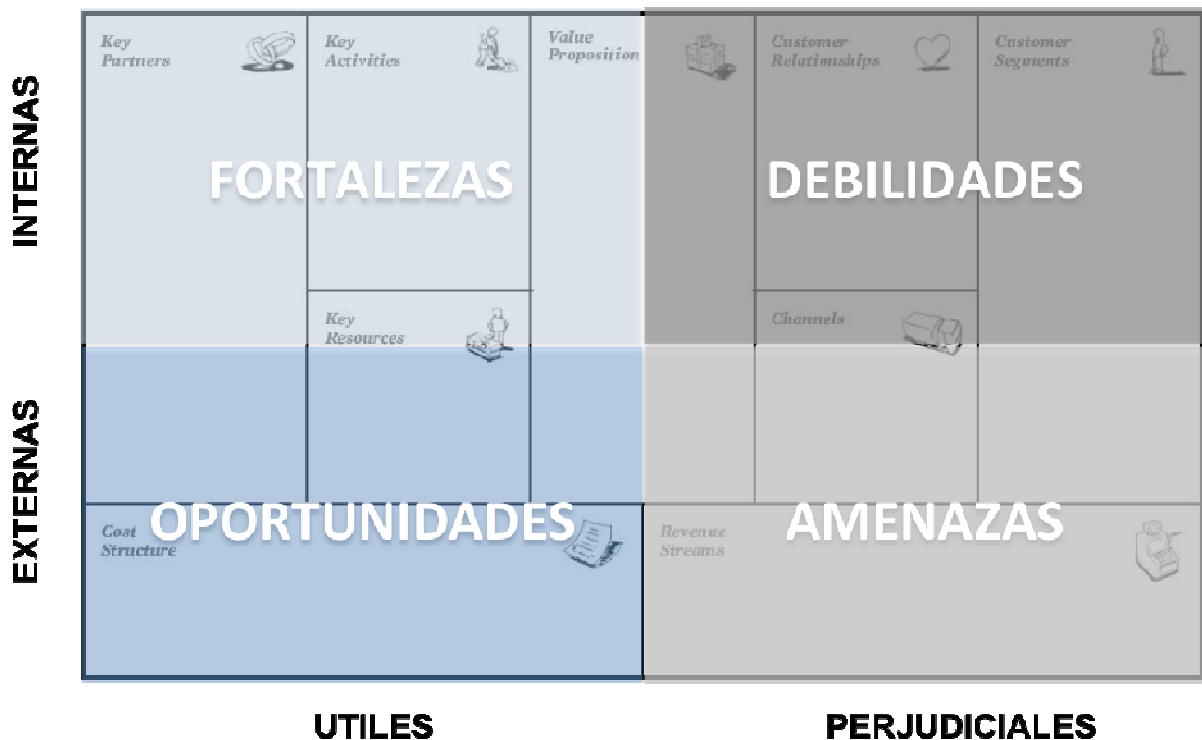 Key
Partners
Key
Activities
Value
Proposition
Customer
Relationships
Customer
Segments
INTERNAS
FORTALEZAS
DEBILIDADES
Key
Resources
Channels
EXTERNAS
OPORTUNIDADES
AMENAZAS
Cost
Structure
Revenue
Streams
UTILES
PERJUDICIALES